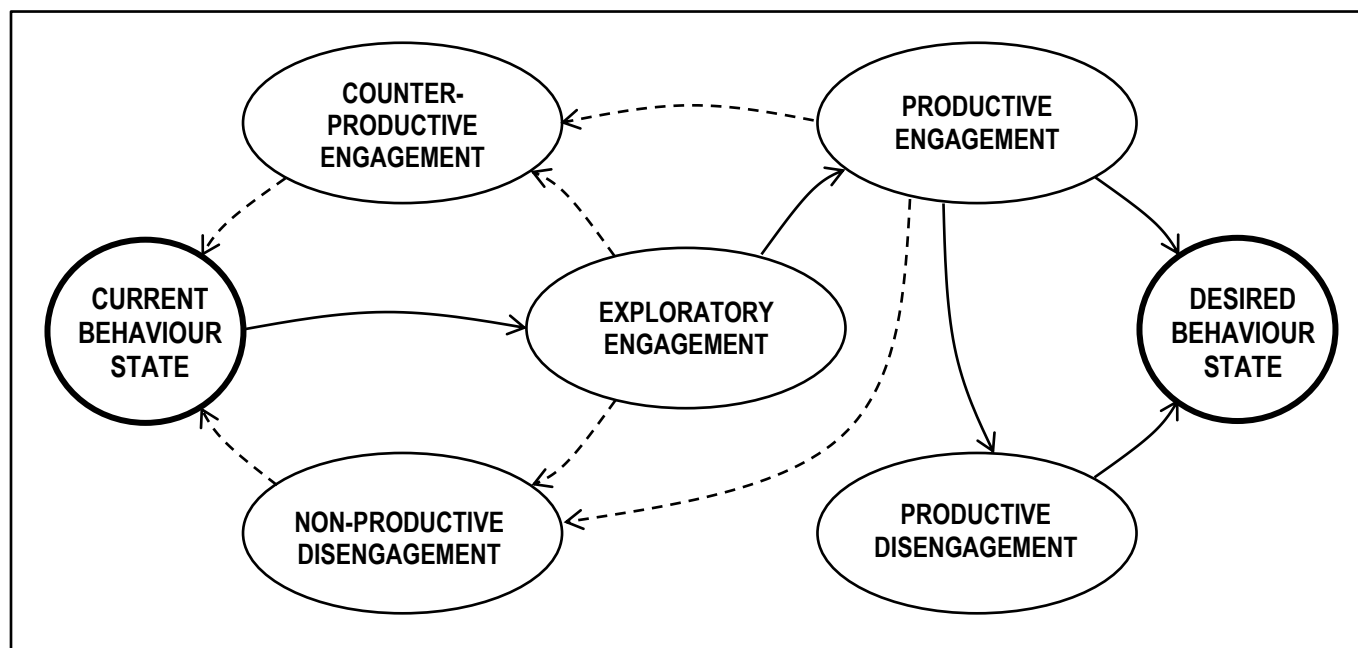 COUNTER-
PRODUCTIVE
ENGAGEMENT
PRODUCTIVE
ENGAGEMENT
CURRENT
BEHAVIOUR
STATE
EXPLORATORY
ENGAGEMENT
DESIRED
BEHAVIOUR
STATE
NON-PRODUCTIVE
DISENGAGEMENT
PRODUCTIVE
DISENGAGEMENT